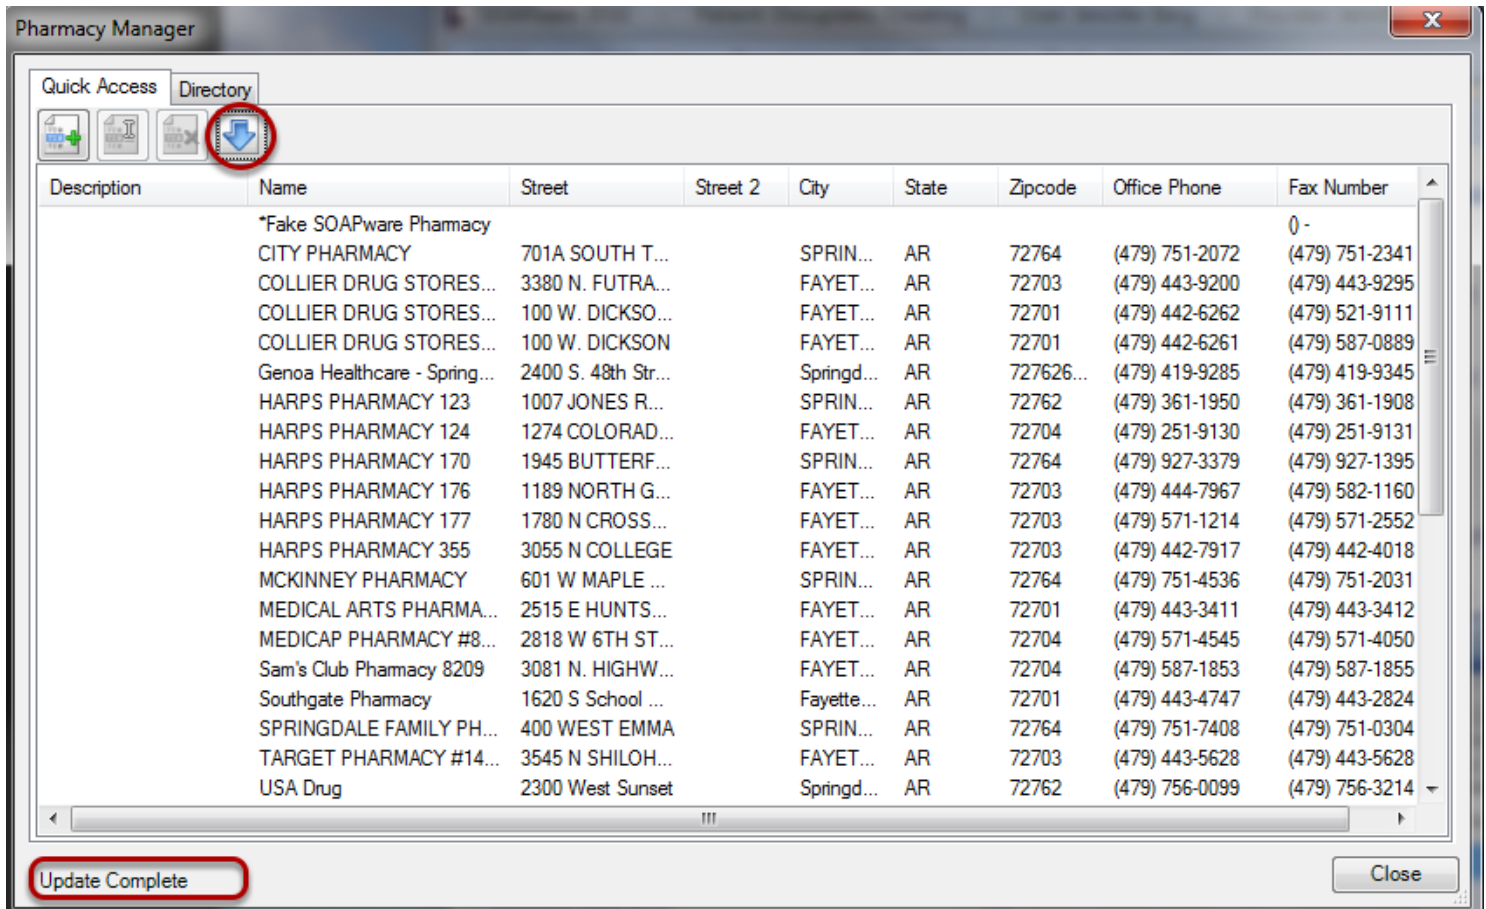 Pharmacy Manager
Quick Access Directory
Description Name Street Street 2 City State Zipcode Office Phone Fax Number
*Fake SOAPware Pharmacy () -
CITY PHARMACY 701A SOUTH T... SPRIN... AR 72764 (479) 751-2072 (479) 751-2341
COLLIER DRUG STORES... 3380 N. FUTRA... FAYET... AR 72703 (479) 443-9200 (479) 443-9295
COLLIER DRUG STORES... 100 W. DICKSO... FAYET... AR 72701 (479) 442-6262 (479) 521-9111
COLLIER DRUG STORES... 100 W. DICKSON FAYET... AR 72701 (479) 442-6261 (479) 587-0889
Genoa Healthcare - Spring... 2400 S. 48th Str... Springd... AR 727626... (479) 419-9285 (479) 419-9345
HARPS PHARMACY 123 1007 JONES R... SPRIN... AR 72762 (479) 361-1950 (479) 361-1908
HARPS PHARMACY 124 1274 COLORAD... FAYET... AR 72704 (479) 251-9130 (479) 251-9131
HARPS PHARMACY 170 1945 BUTTERF... SPRIN... AR 72764 (479) 927-3379 (479) 927-1395
HARPS PHARMACY 176 1189 NORTH G... FAYET... AR 72703 (479) 444-7967 (479) 582-1160
HARPS PHARMACY 177 1780 N CROSS... FAYET... AR 72703 (479) 571-1214 (479) 571-2552
HARPS PHARMACY 355 3055 N COLLEGE FAYET... AR 72703 (479) 442-7917 (479) 442-4018
MCKINNEY PHARMACY 601 W MAPLE ... SPRIN... AR 72764 (479) 751-4536 (479) 751-2031
MEDICAL ARTS PHARMA... 2515 E HUNTS... FAYET... AR 72701 (479) 443-3411 (479) 443-3412
MEDICAP PHARMACY #8... 2818 W 6TH ST... FAYET... AR 72704 (479) 571-4545 (479) 571-4050
Sam's Club Pharmacy 8209 3081 N. HIGHW... FAYET... AR 72704 (479) 587-1853 (479) 587-1855
Southgate Pharmacy 1620 S School ... Fayette... AR 72701 (479) 443-4747 (479) 443-2824
SPRINGDALE FAMILY PH... 400 WEST EMMA SPRIN... AR 72764 (479) 751-7408 (479) 751-0304
TARGET PHARMACY #14... 3545 N SHILOH... FAYET... AR 72703 (479) 443-5628 (479) 443-5628
USA Drug 2300 West Sunset Springd... AR 72762 (479) 756-0099 (479) 756-3214
Update Complete Close